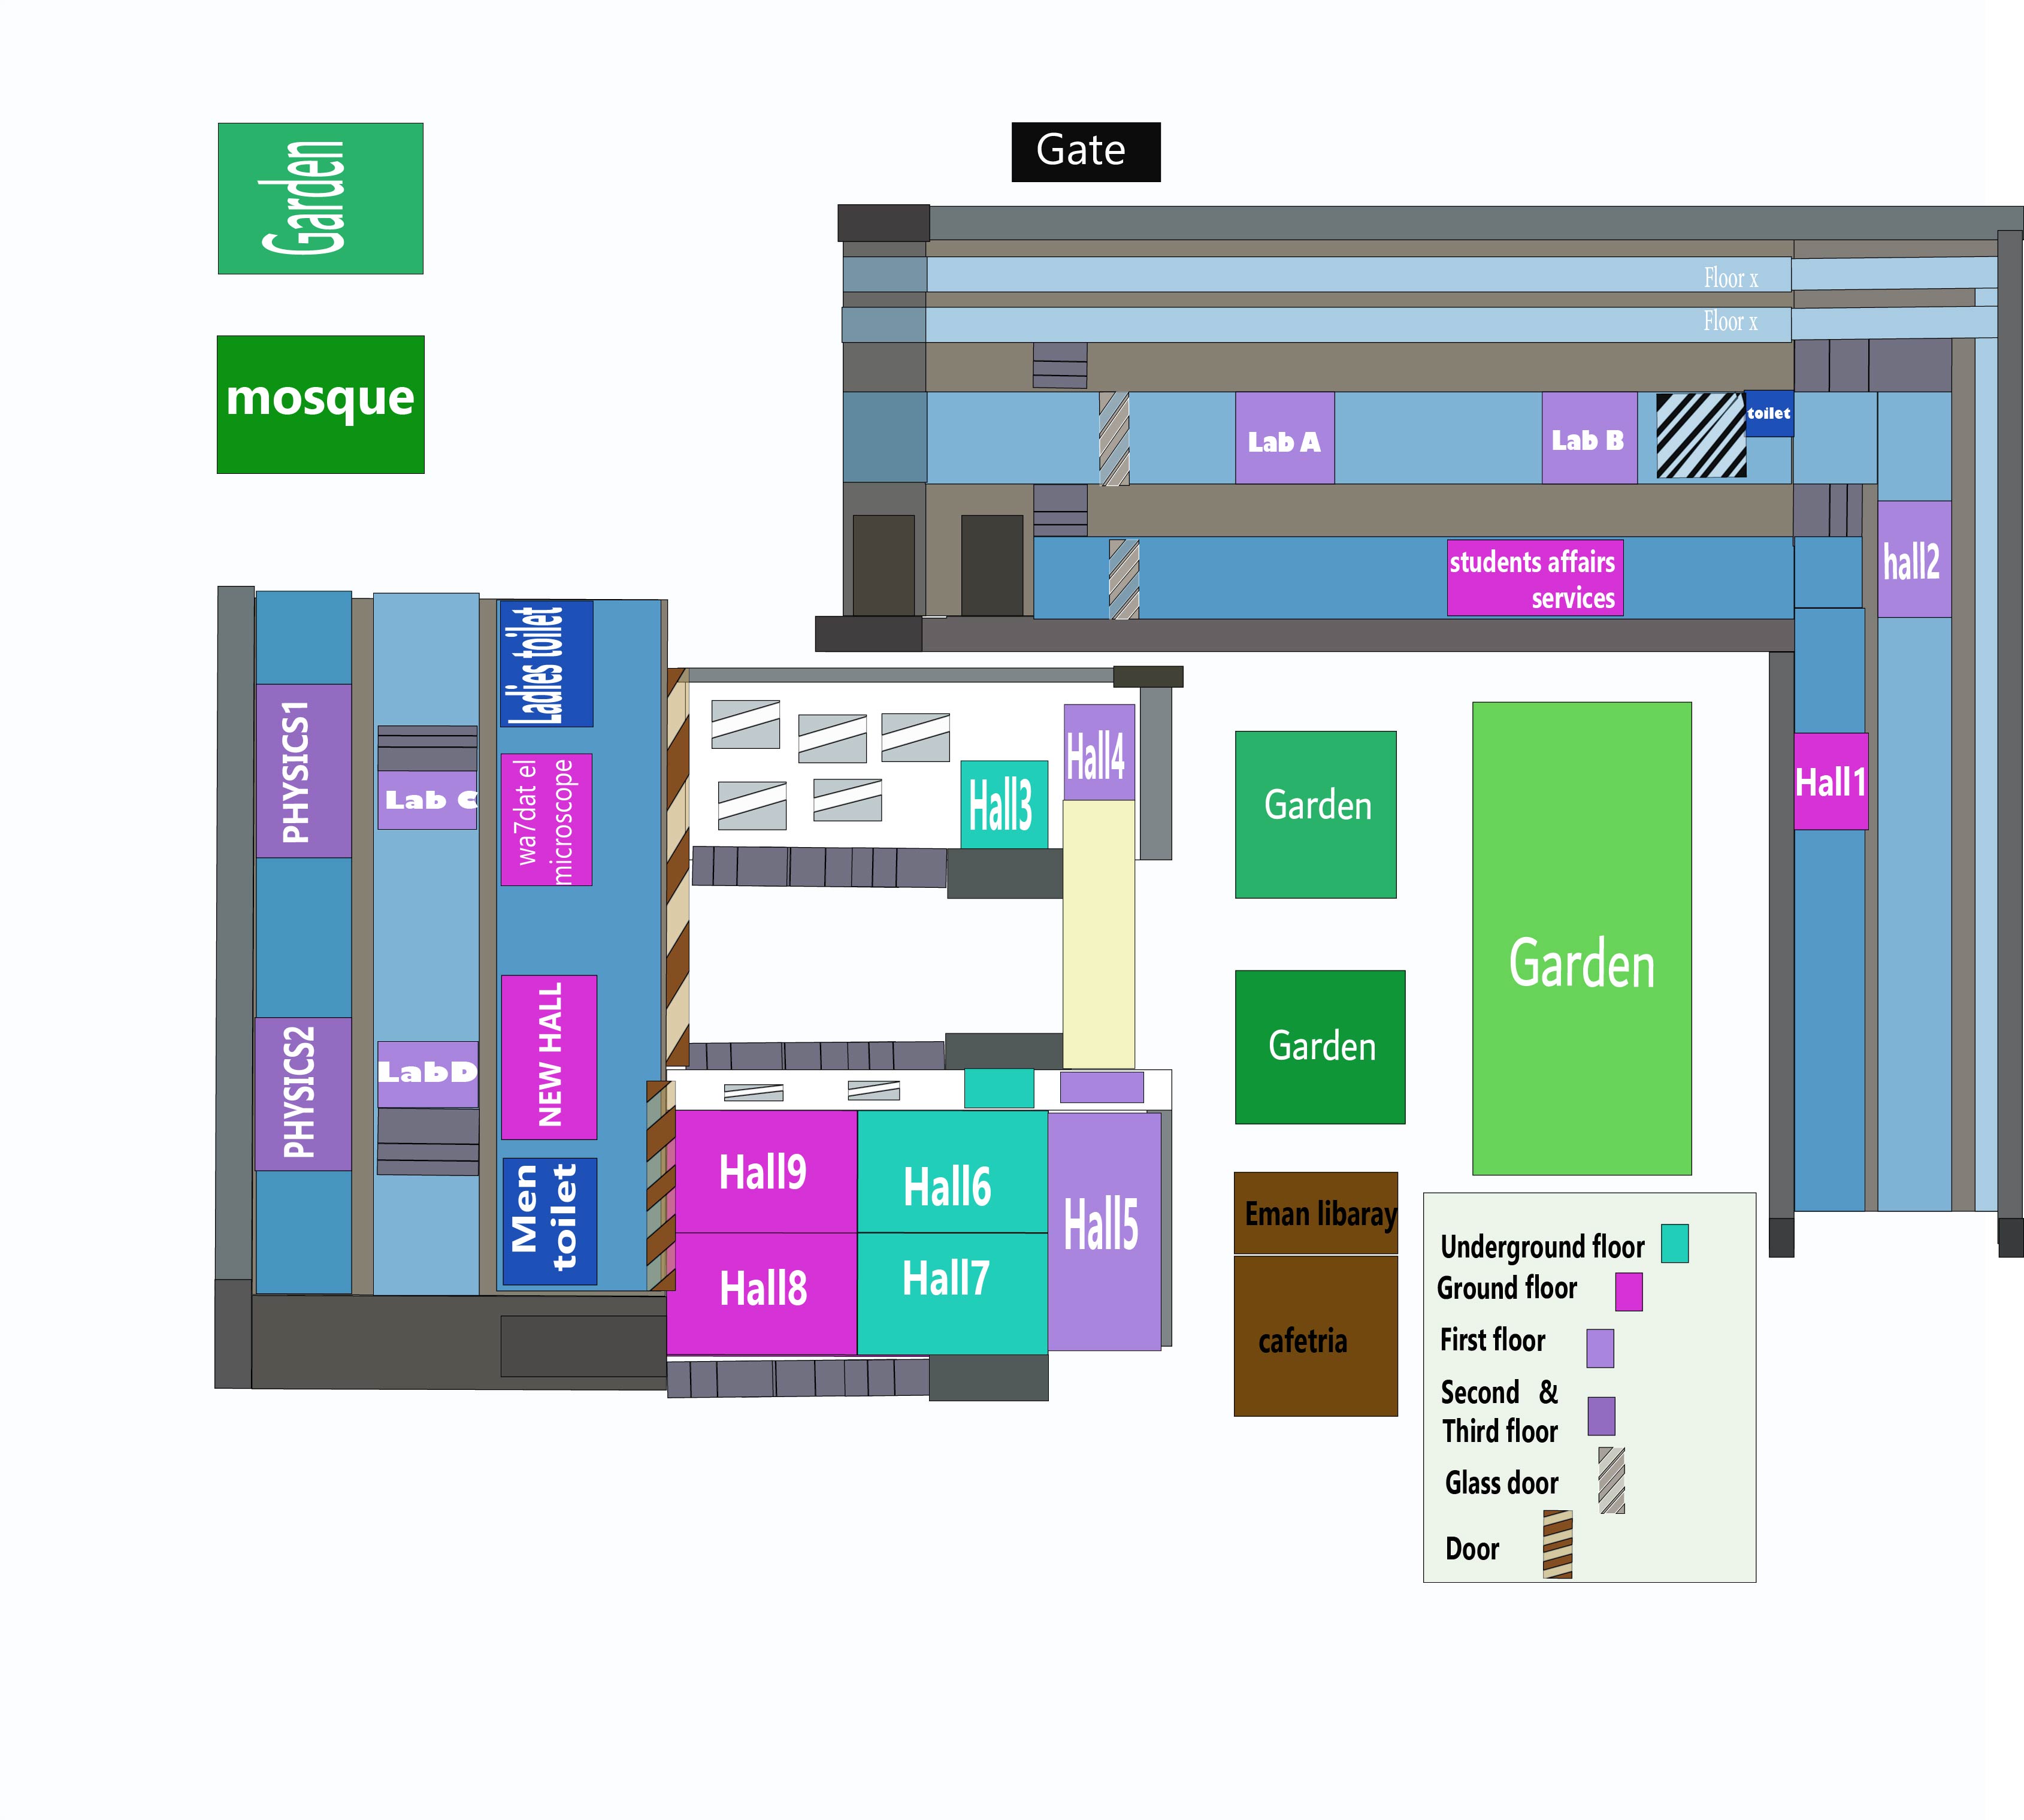 Gate
Garden
mosque
Floor x
Floor x
Lab A
Lab B
toilet
students affairs
services
hall2
Hall1
Ladies toilet
PHYSICS1
Lab C
wa7dat el
microscope
PHYSICS2
LabD
NEW HALL
Men
toilet
Hall3
Hall4
Hall9
Hall6
Hall5
Hall8
Hall7
Garden
Garden
Garden
Eman libaray
cafetria
Underground floor
Ground floor
First floor
Second &
Third floor
Glass door
Door